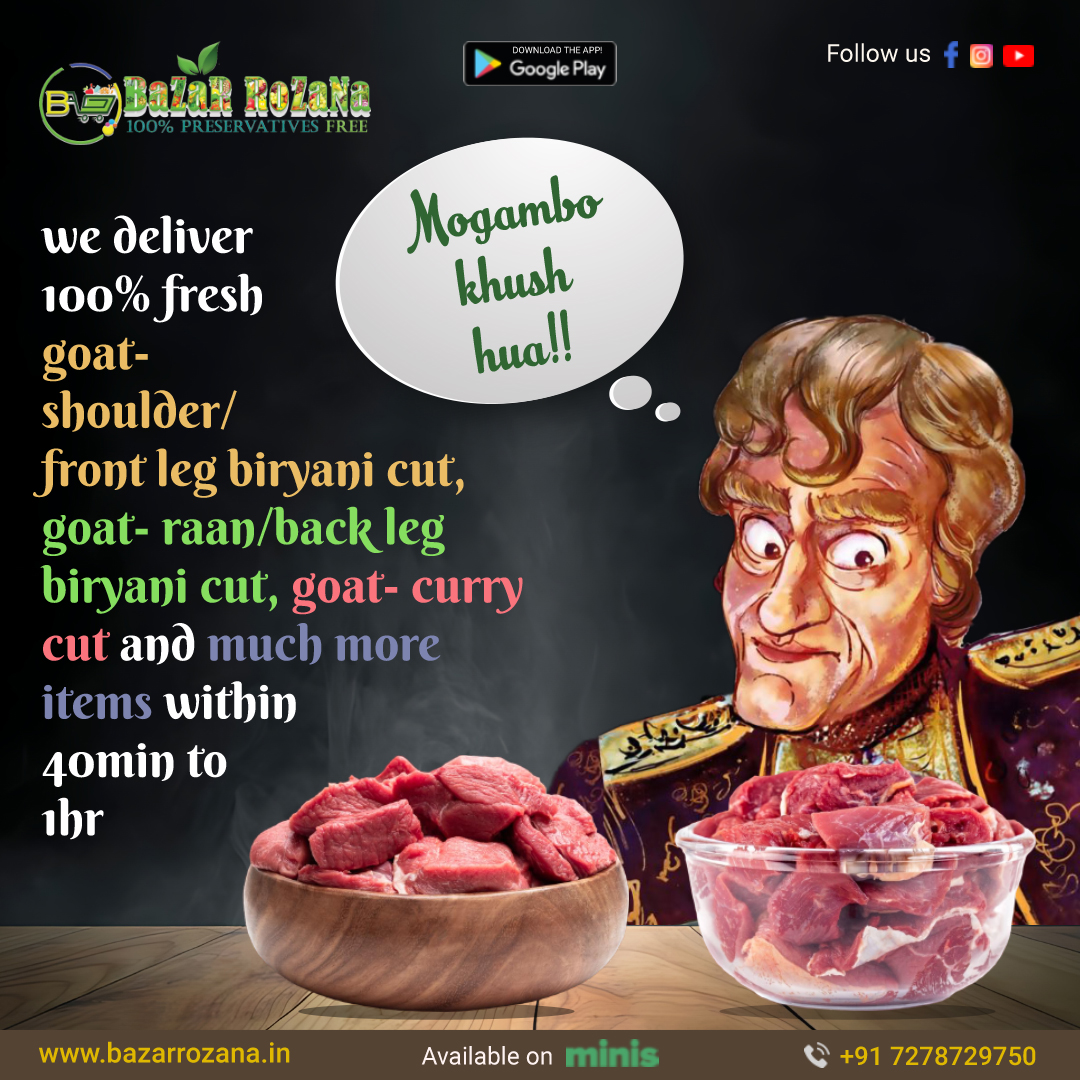 DOWNLOAD THE APP!
Google Play
Follow us
B
BaZaR RoZaNa
100% PRESERVATIVES FREE
Mogambo
khush
hua!!
we deliver
100% fresh
goat-
shoulder/
front leg biryani cut,
goat- raan/back leg
biryani cut, goat- curry
cut and much more
items within
40min to
1hr
www.bazarrozana.in
Available on minis
+91 7278729750